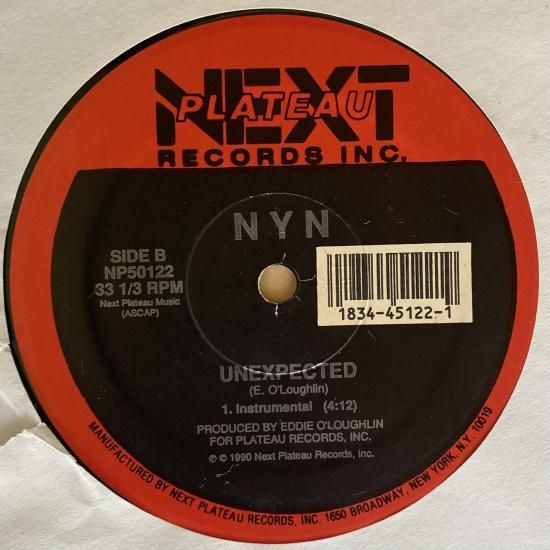 NEXT
PLATEAU
RECORDS INC.
NYN
SIDE B
NP50122
33 1/3 RPM
Next Plateau Music
(ASCAP)
1834-45122-1
UNEXPECTED
(E. O'Loughlin)
1. Instrumental (4:12)
PRODUCED BY EDDIE O'LOUGHLIN
FOR PLATEAU RECORDS, INC.
℗ © 1990 Next Plateau Records, Inc.
MANUFACTURED BY NEXT PLATEAU RECORDS, INC. 1650 BROADWAY, NEW YORK, N.Y. 10019